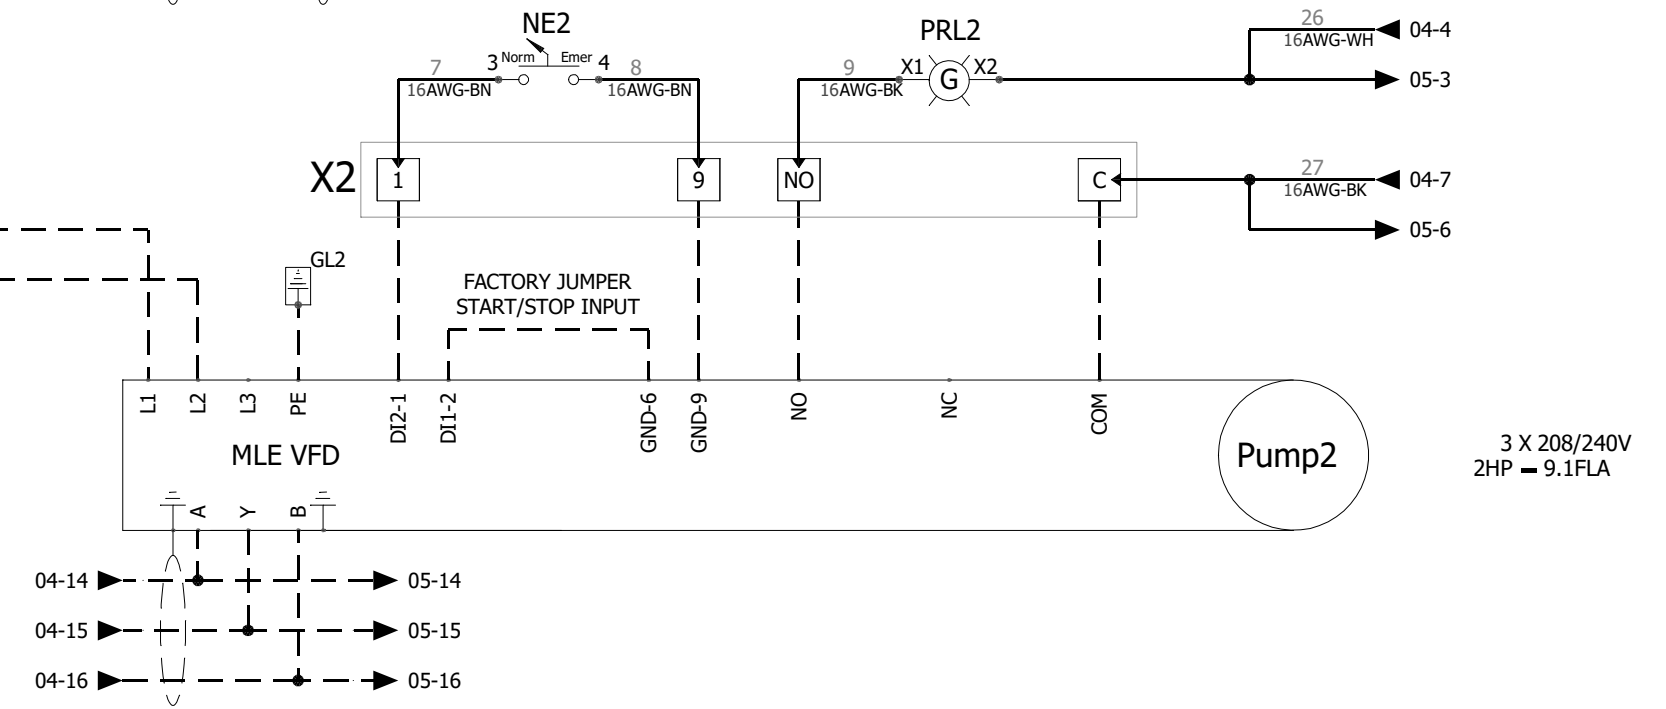 NE2
PRL2
26
16AWG-WH
04-4
7
16AWG-BN
3
Norm
Emer
4
8
16AWG-BN
9
16AWG-BK
X1
G
X2
05-3
X2
1
9
NO
C
27
16AWG-BK
04-7
05-6
GL2
FACTORY JUMPER
START/STOP INPUT
L1
L2
L3
PE
DI2-1
DI1-2
GND-6
GND-9
NO
NC
COM
MLE VFD
Pump2
3 X 208/240V
2HP - 9.1FLA
A
Y
B
04-14
05-14
04-15
05-15
04-16
05-16